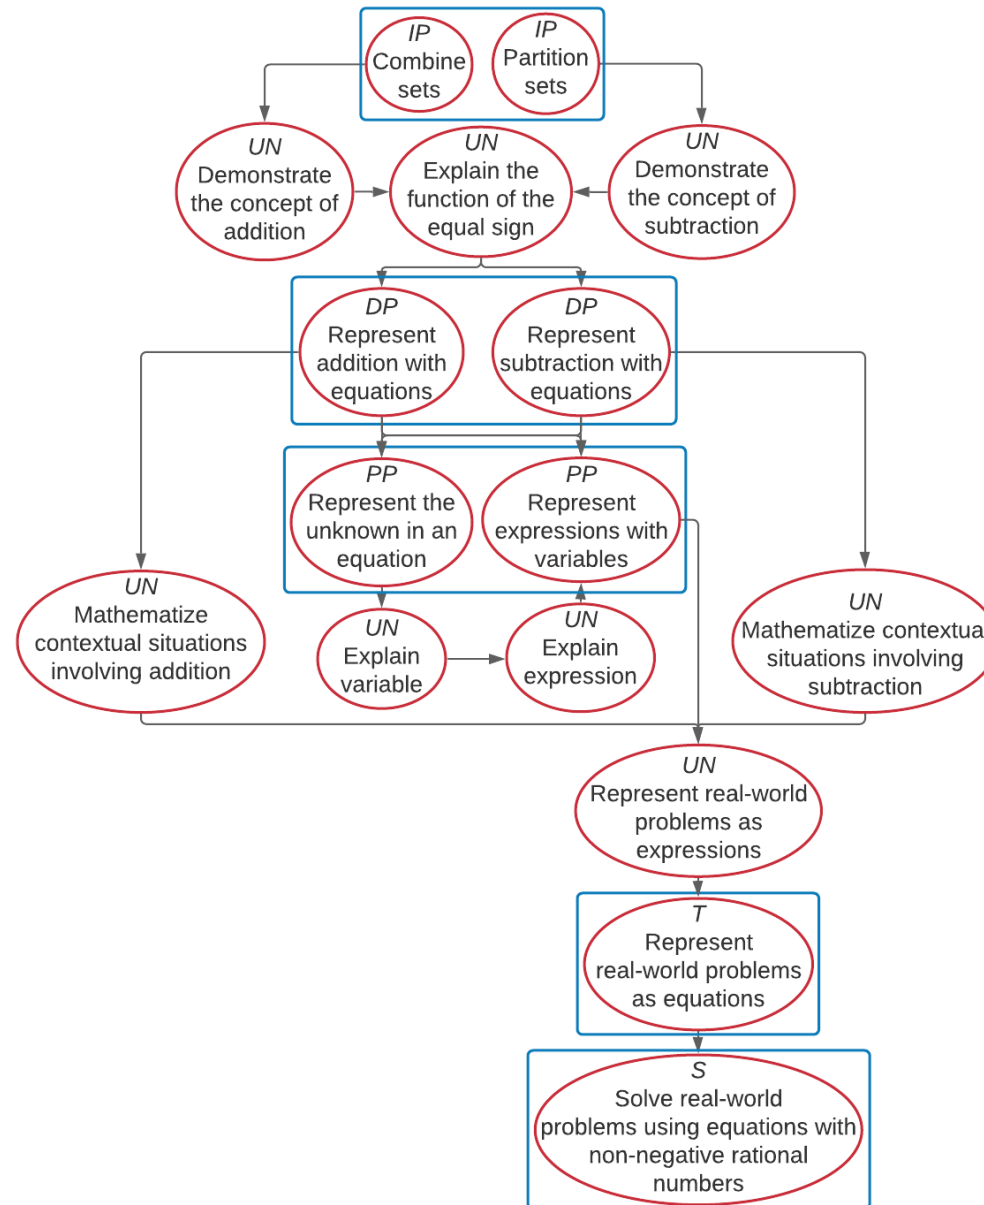 IP
Combine
sets
IP
Partition
sets
UN
Demonstrate
the concept of
addition
UN
Explain the
function of the
equal sign
UN
Demonstrate
the concept of
subtraction
DP
Represent
addition with
equations
DP
Represent
subtraction with
equations
PP
Represent the
unknown in an
equation
PP
Represent
expressions with
variables
UN
Mathematize
contextual situations
involving addition
UN
Explain
variable
UN
Explain
expression
UN
Mathematize contextua
situations involving
subtraction
UN
Represent real-world
problems as
expressions
T
Represent
real-world problems
as equations
S
Solve real-world
problems using equations with
non-negative rational
numbers